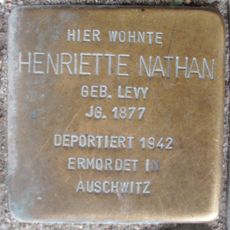 HIER WOHNTE
HENRIETTE NATHAN
GEB. LEVY
JG. 1877
DEPORTIERT 1942
ERMORDET IN
AUSCHWITZ